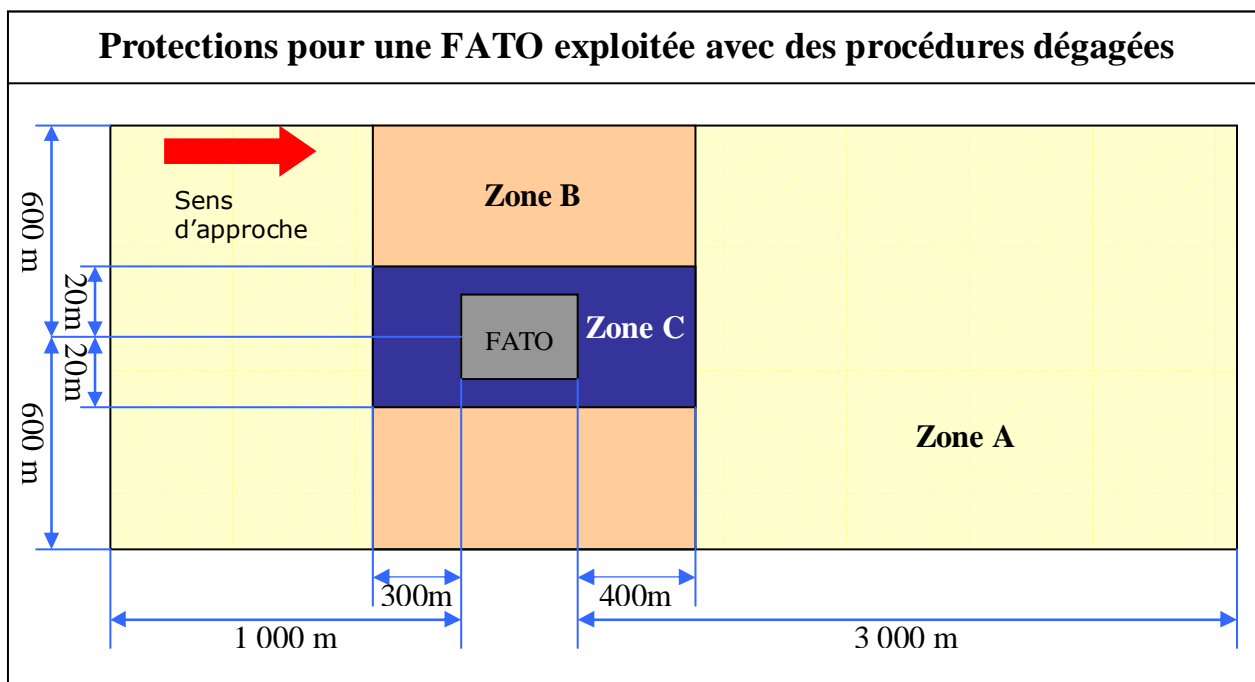 Protections pour une FATO exploitée avec des procédures dégagées
Sens
d’approche
Zone B
600 m
20m
Zone C
FATO
20m
600 m
Zone A
300m
400m
1 000 m
3 000 m